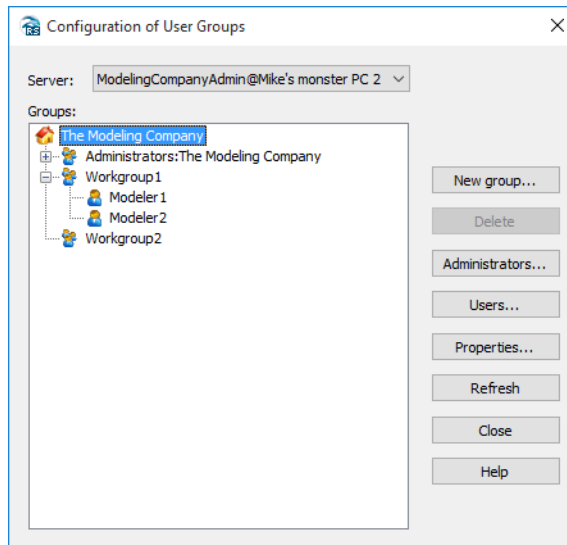 RS
Configuration of User Groups
Server: ModelingCompanyAdmin@Mike's monster PC 2
Groups:
The Modeling Company
Administrators:The Modeling Company
Workgroup1
Modeler1
Modeler2
Workgroup2
New group...
Delete
Administrators...
Users...
Properties...
Refresh
Close
Help